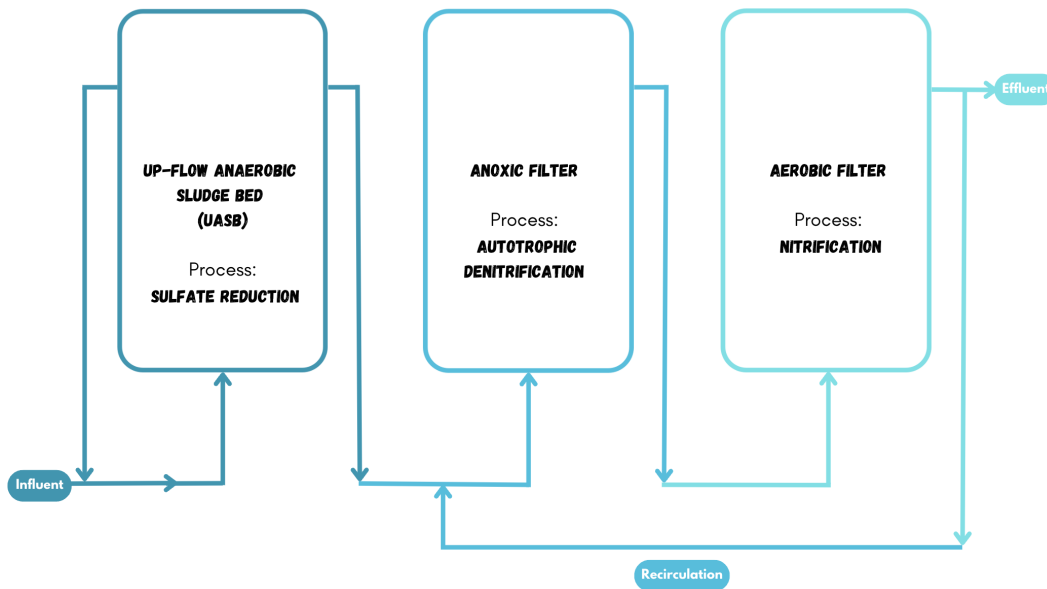 UP-FLOW ANAEROBIC
SLUDGE BED
(UASB)
Process:
SULFATE REDUCTION
ANOXIC FILTER
Process:
AUTOTROPHIC
DENITRIFICATION
AEROBIC FILTER
Process:
NITRIFICATION
Effluent
Influent
Recirculation